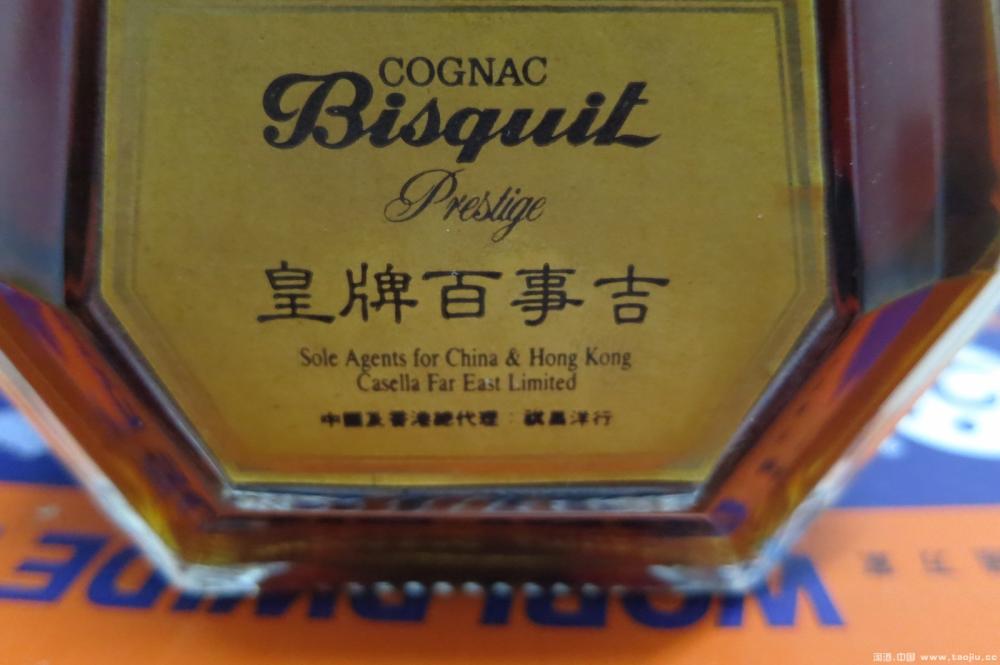 COGNAC
Bisquit
Prestige
皇牌百事吉
Sole Agents for China & Hong Kong
Casella Far East Limited
中國及香港總代理：祺昌洋行
WORLDWIDE
淘酒.中国 www.taojiu.cc